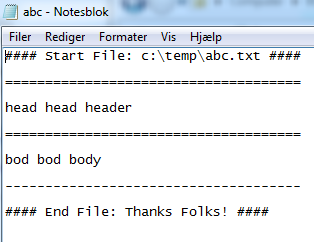 abc - Notesblok
Filer Rediger Formater Vis Hjælp
#### Start File: c:\temp\abc.txt ####
=====================================
head head header
=====================================
bod bod body
-------------------------------------
#### End File: Thanks Folks! ####